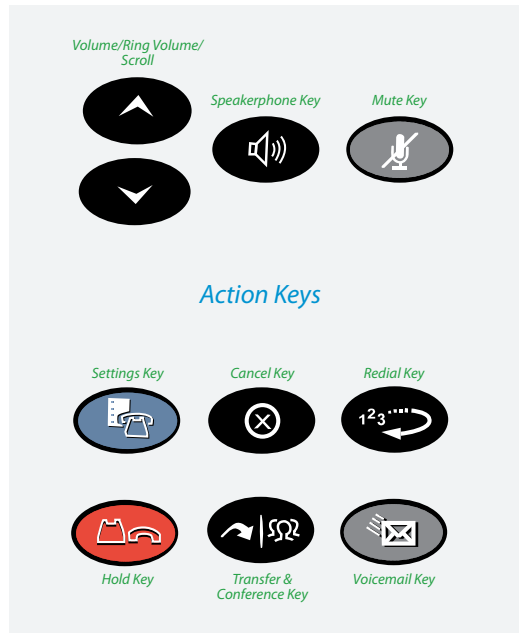 Volume/Ring Volume/
Scroll
Speakerphone Key
Mute Key
Action Keys
Settings Key
Cancel Key
Redial Key
123
Hold Key
Transfer &
Conference Key
Voicemail Key